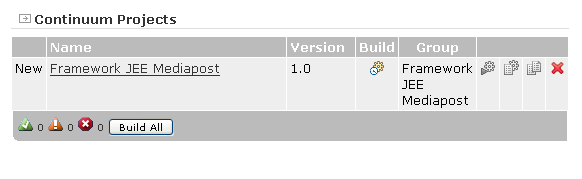 Continuum Projects
Name Version Build Group
New Framework JEE Mediapost 1.0 Framework
JEE
Mediapost
0 0 0 Build All